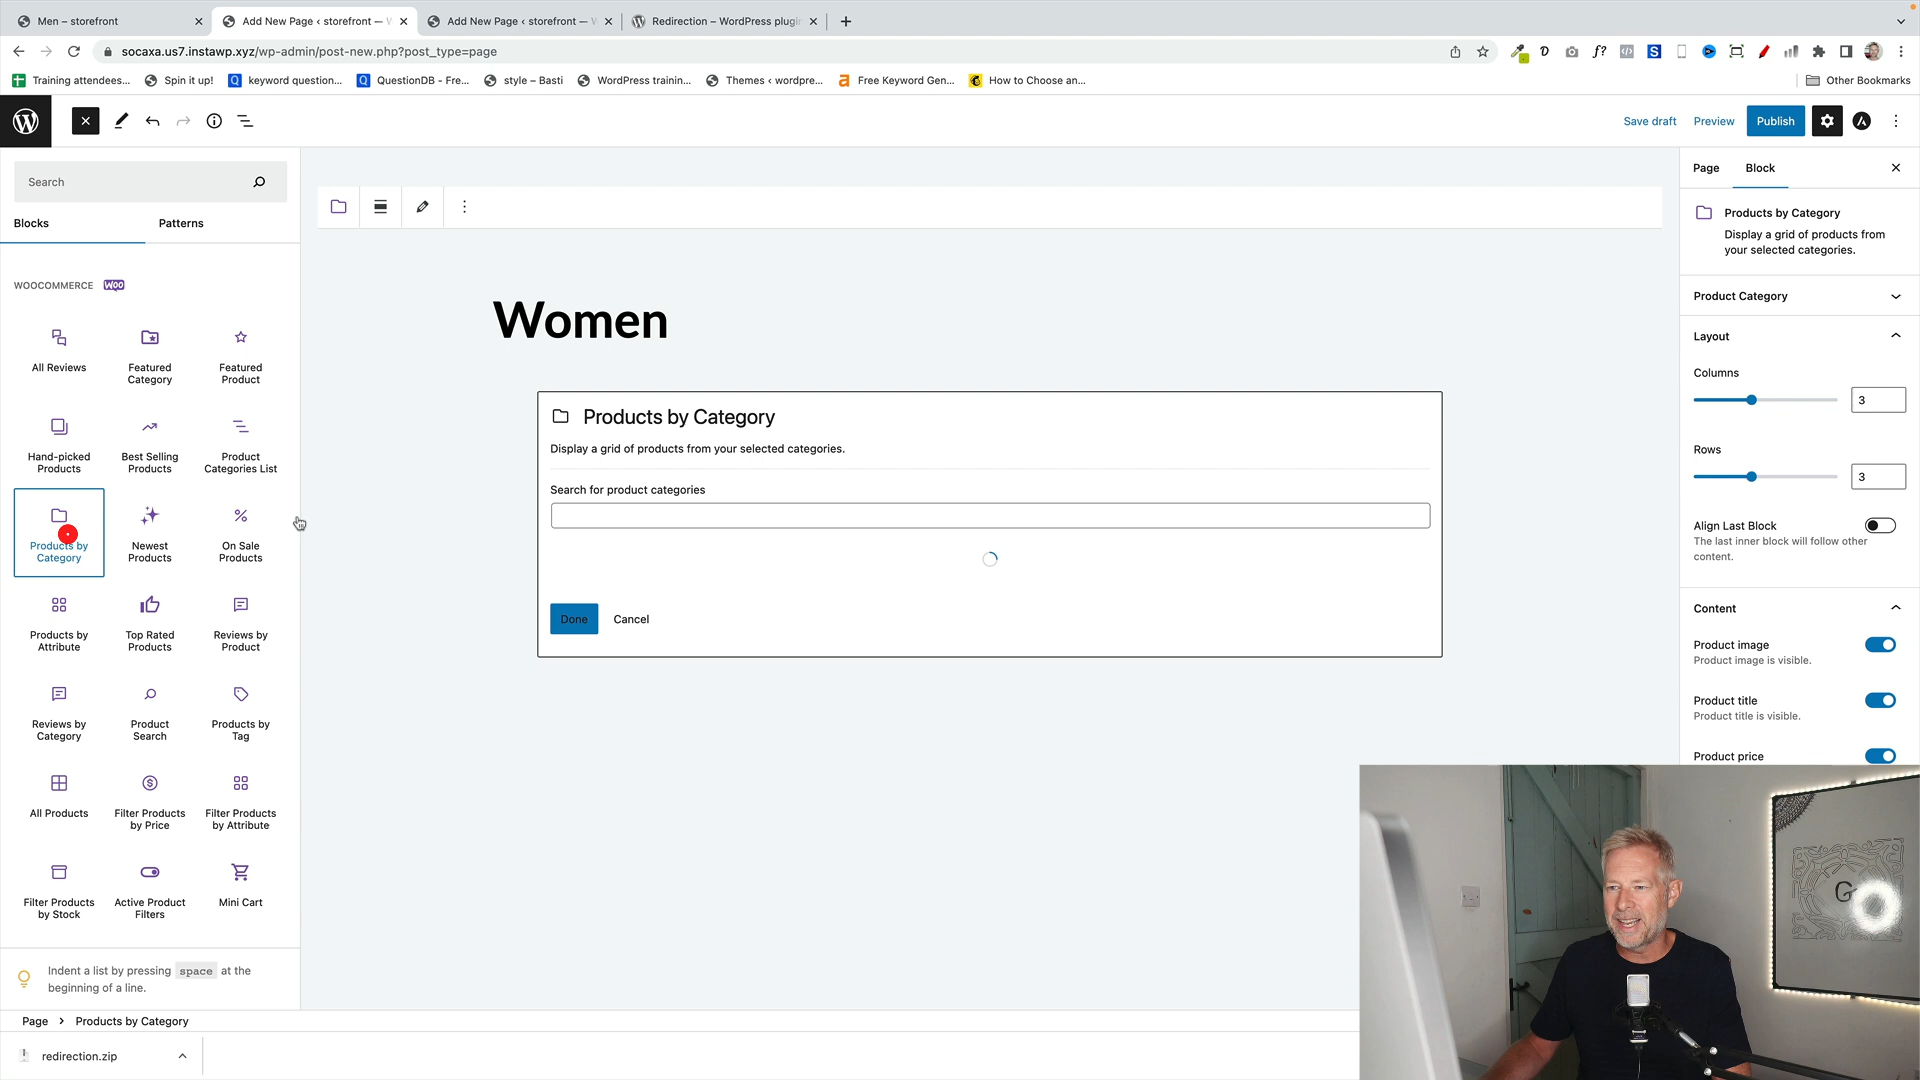 Men – storefront
Add New Page ‹ storefront — W
Add New Page ‹ storefront — W
Redirection – WordPress plugi
socaxa.us7.instawp.xyz/wp-admin/post-new.php?post_type=page
Training attendees...
Spin it up!
keyword question...
QuestionDB - Fre...
style – Basti
WordPress trainin...
Themes ‹ wordpre...
Free Keyword Gen...
How to Choose an...
Other Bookmarks
Save draft
Preview
Publish
Search
Blocks
Patterns
WOOCOMMERCE
WOO
All Reviews
Featured
Category
Featured
Product
Hand-picked
Products
Best Selling
Products
Product
Categories List
Products by
Category
Newest
Products
On Sale
Products
Products by
Attribute
Top Rated
Products
Reviews by
Product
Reviews by
Category
Product
Search
Products by
Tag
All Products
Filter Products
by Price
Filter Products
by Attribute
Filter Products
by Stock
Active Product
Filters
Mini Cart
Indent a list by pressing space at the
beginning of a line.
Women
Products by Category
Display a grid of products from your selected categories.
Search for product categories
Done
Cancel
Page
Block
Products by Category
Display a grid of products from
your selected categories.
Product Category
Layout
Columns
3
Rows
3
Align Last Block
The last inner block will follow other
content.
Content
Product image
Product image is visible.
Product title
Product title is visible.
Product price
Page
Products by Category
redirection.zip